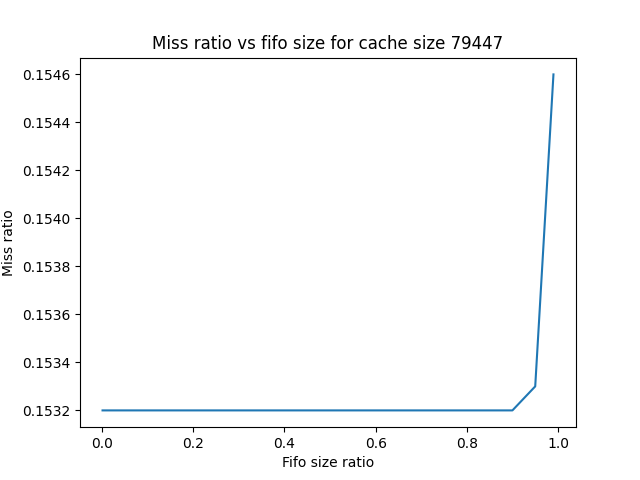 Miss ratio vs fifo size for cache size 79447
0.1546
0.1544
0.1542
0.1540
0.1538
0.1536
0.1534
0.1532
Miss ratio
0.0 0.2 0.4 0.6 0.8 1.0
Fifo size ratio